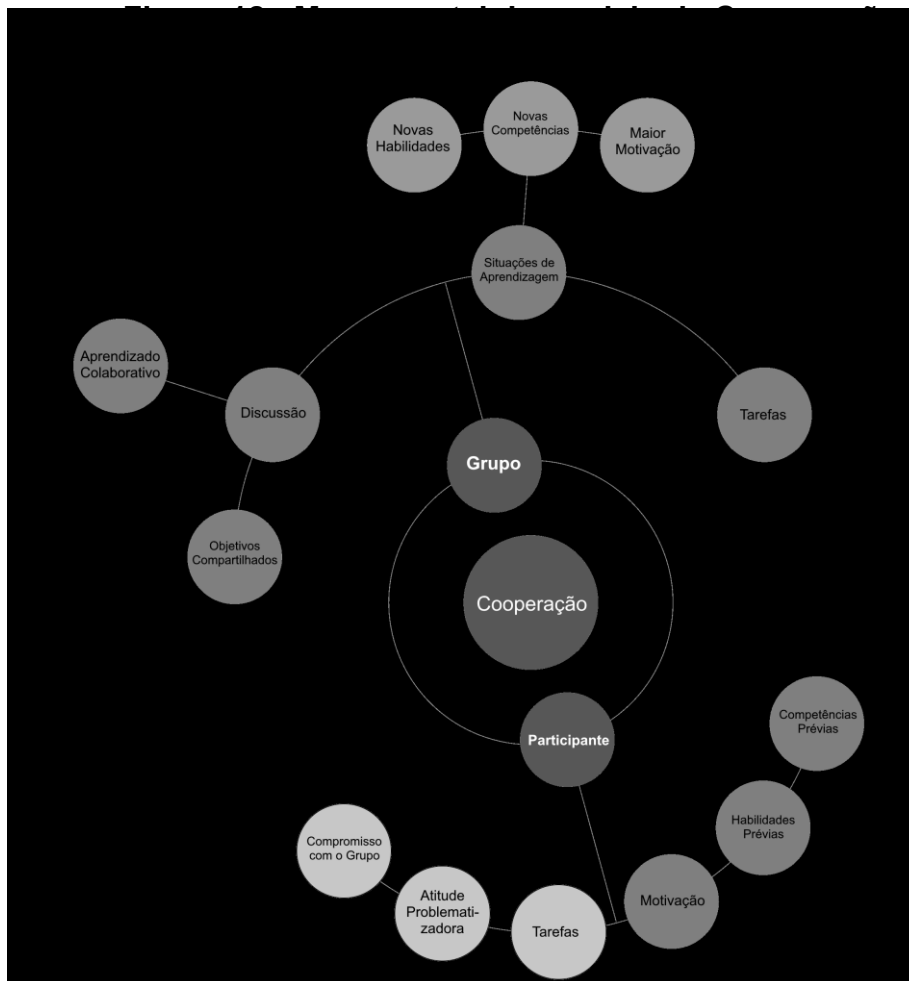 Novas
Habilidades
Novas
Competências
Maior
Motivação
Situações de
Aprendizagem
Aprendizado
Colaborativo
Discussão
Tarefas
Grupo
Objetivos
Compartilhados
Cooperação
Participante
Competências
Prévias
Habilidades
Prévias
Compromisso
com o Grupo
Atitude
Problemati-
zadora
Tarefas
Motivação